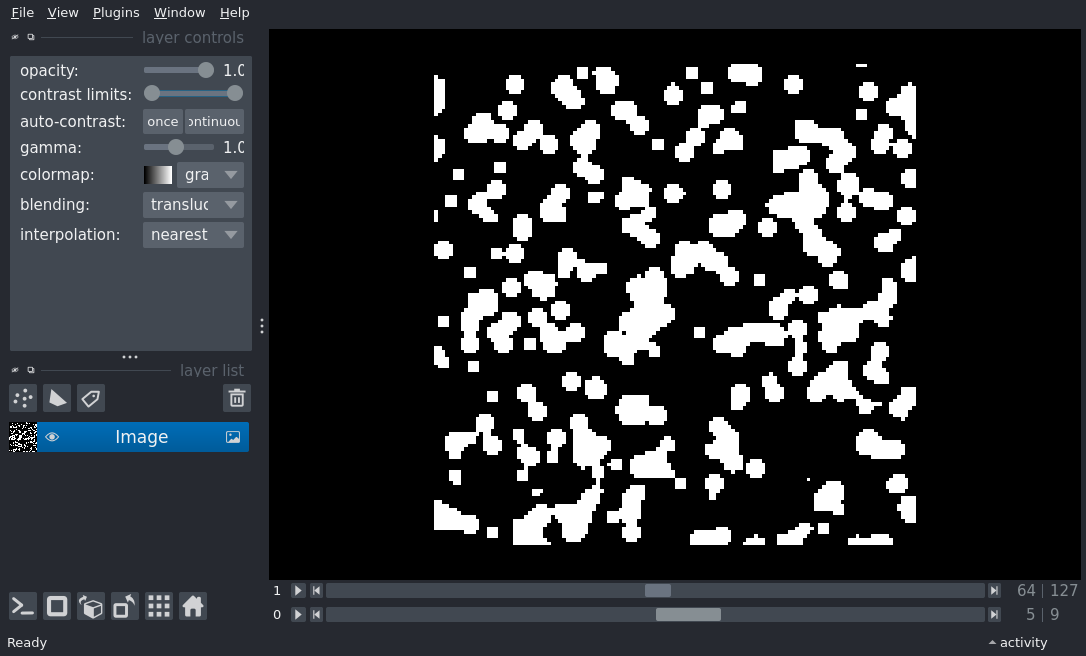 File View Plugins Window Help
layer controls
opacity: 1.0
contrast limits:
auto-contrast: once ontinuou
gamma: 1.0
colormap: gra
blending: transluc
interpolation: nearest
layer list
Image
1 64 | 127
0 5 | 9
Ready activity